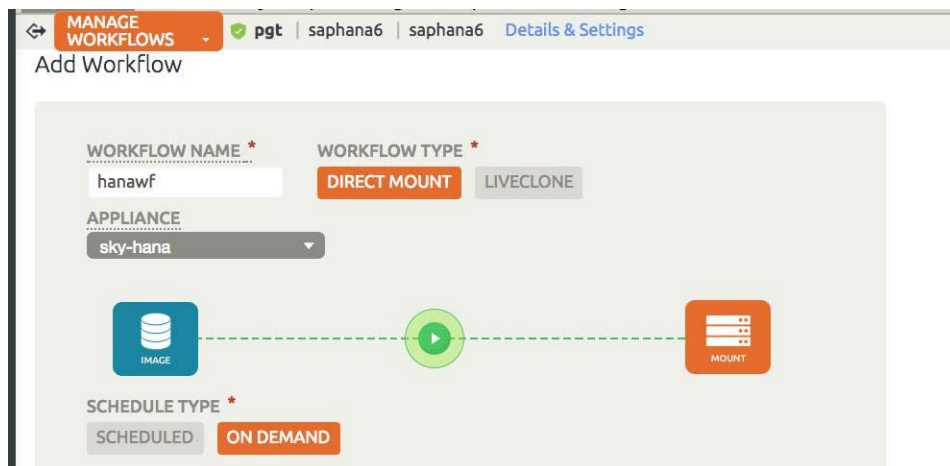 MANAGE WORKFLOWS
pgt | saphana6 | saphana6 Details & Settings
Add Workflow
WORKFLOW NAME * WORKFLOW TYPE *
hanawf DIRECT MOUNT LIVECLONE
APPLIANCE
sky-hana
IMAGE MOUNT
SCHEDULE TYPE *
SCHEDULED ON DEMAND